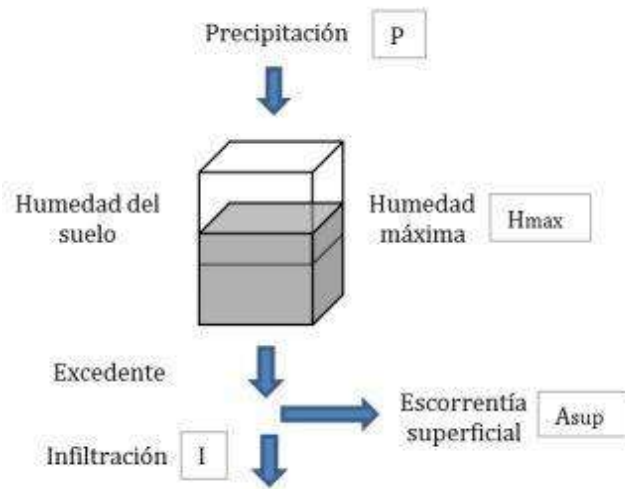 Precipitación P
Humedad del
suelo
Humedad
máxima
Hmax
Excedente
Escorrentía
superficial
Asup
Infiltración I